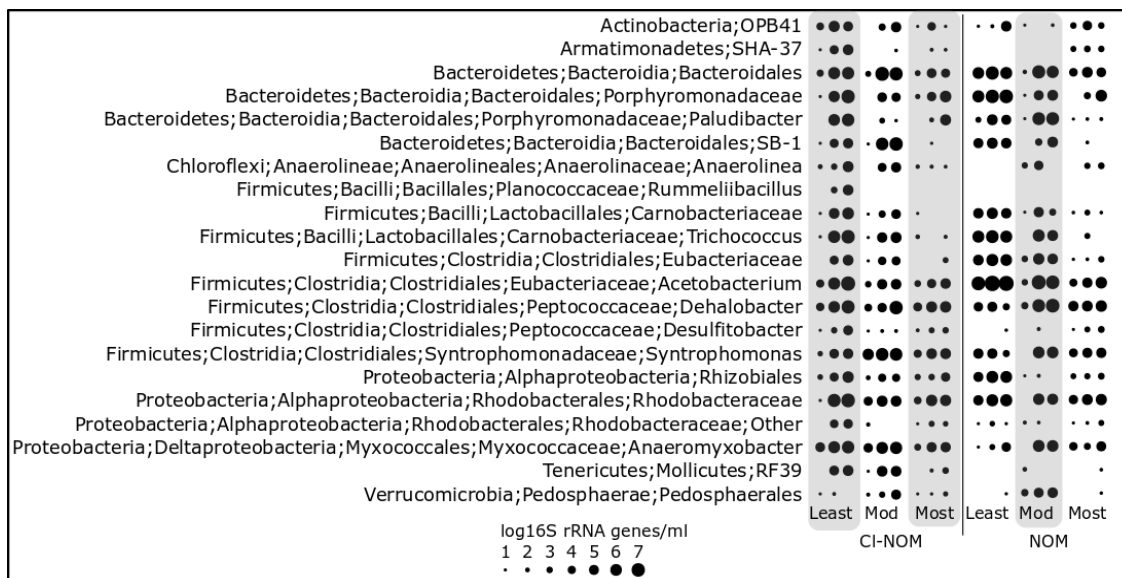 Actinobacteria;OPB41
Armatimonadetes;SHA-37
Bacteroidetes;Bacteroidia;Bacteroidales
Bacteroidetes;Bacteroidia;Bacteroidales;Porphyromonadaceae
Bacteroidetes;Bacteroidia;Bacteroidales;Porphyromonadaceae;Paludibacter
Bacteroidetes;Bacteroidia;Bacteroidales;SB-1
Chloroflexi;Anaerolineae;Anaerolineales;Anaerolinaceae;Anaerolinea
Firmicutes;Bacilli;Bacillales;Planococcaceae;Rummeliibacillus
Firmicutes;Bacilli;Lactobacillales;Carnobacteriaceae
Firmicutes;Bacilli;Lactobacillales;Carnobacteriaceae;Trichococcus
Firmicutes;Clostridia;Clostridiales;Eubacteriaceae
Firmicutes;Clostridia;Clostridiales;Eubacteriaceae;Acetobacterium
Firmicutes;Clostridia;Clostridiales;Peptococcaceae;Dehalobacter
Firmicutes;Clostridia;Clostridiales;Peptococcaceae;Desulfitobacter
Firmicutes;Clostridia;Clostridiales;Syntrophomonadaceae;Syntrophomonas
Proteobacteria;Alphaproteobacteria;Rhizobiales
Proteobacteria;Alphaproteobacteria;Rhodobacterales;Rhodobacteraceae
Proteobacteria;Alphaproteobacteria;Rhodobacterales;Rhodobacteraceae;Other
Proteobacteria;Deltaproteobacteria;Myxococcales;Myxococcaceae;Anaeromyxobacter
Tenericutes;Mollicutes;RF39
Verrucomicrobia;Pedosphaerae;Pedosphaerales
Least Mod Most Least Mod Most
Cl-NOM NOM
log16S rRNA genes/ml
1 2 3 4 5 6 7